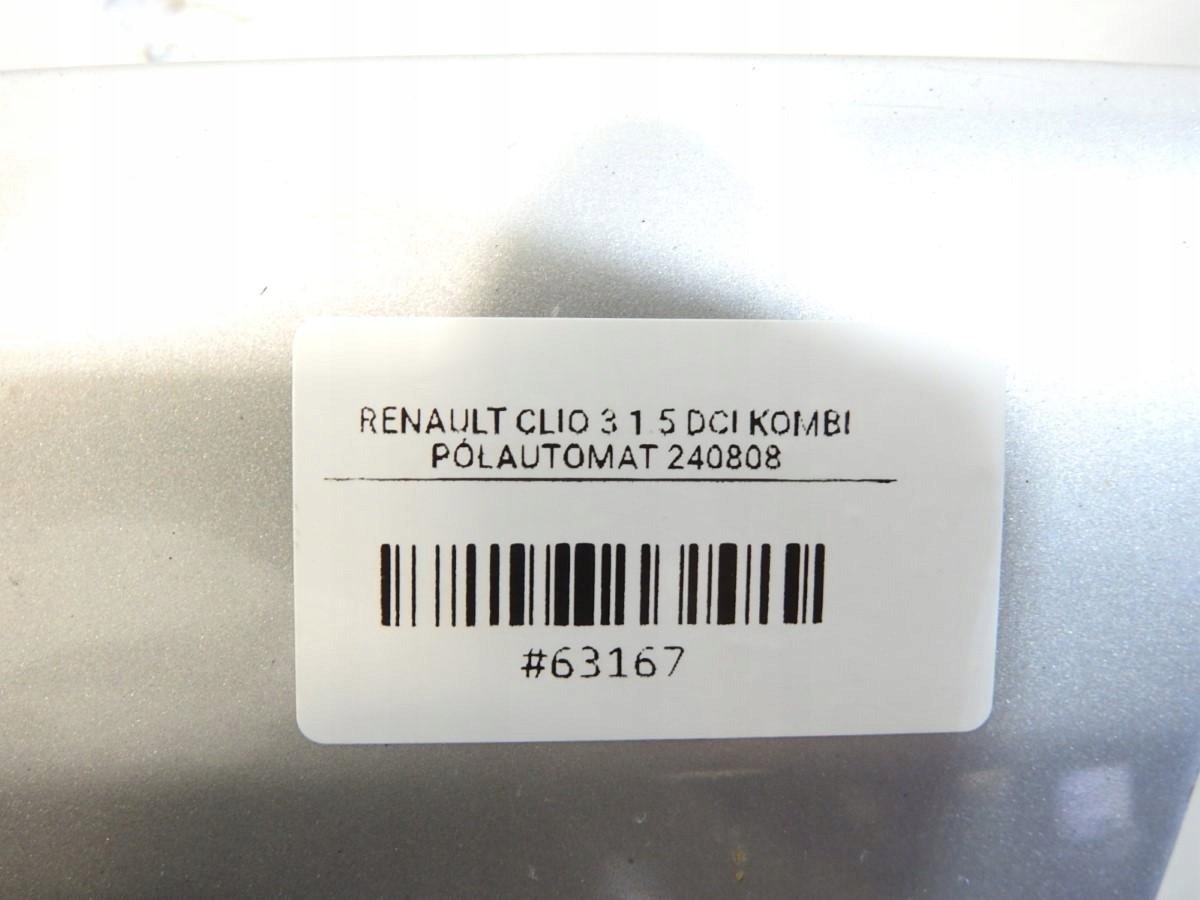 RENAULT CLIO 3 1.5 DCI KOMBI
PÓŁAUTOMAT 240808
#63167